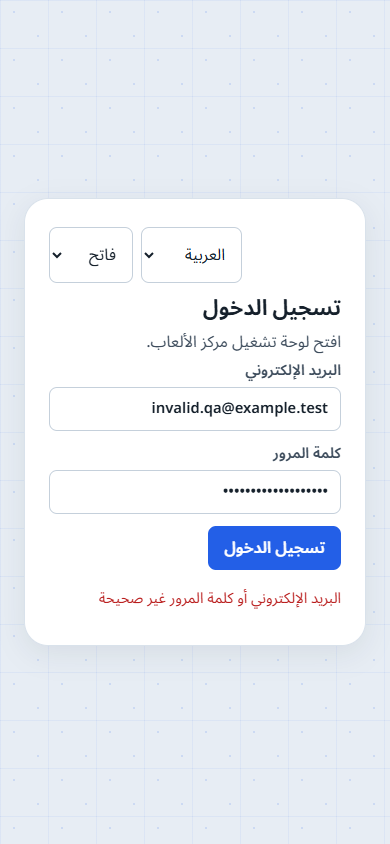 العربية
فاتح
تسجيل الدخول
افتح لوحة تشغيل مركز الألعاب.
البريد الإلكتروني
invalid.qa@example.test
كلمة المرور
•••••••••••••••••••
تسجيل الدخول
البريد الإلكتروني أو كلمة المرور غير صحيحة